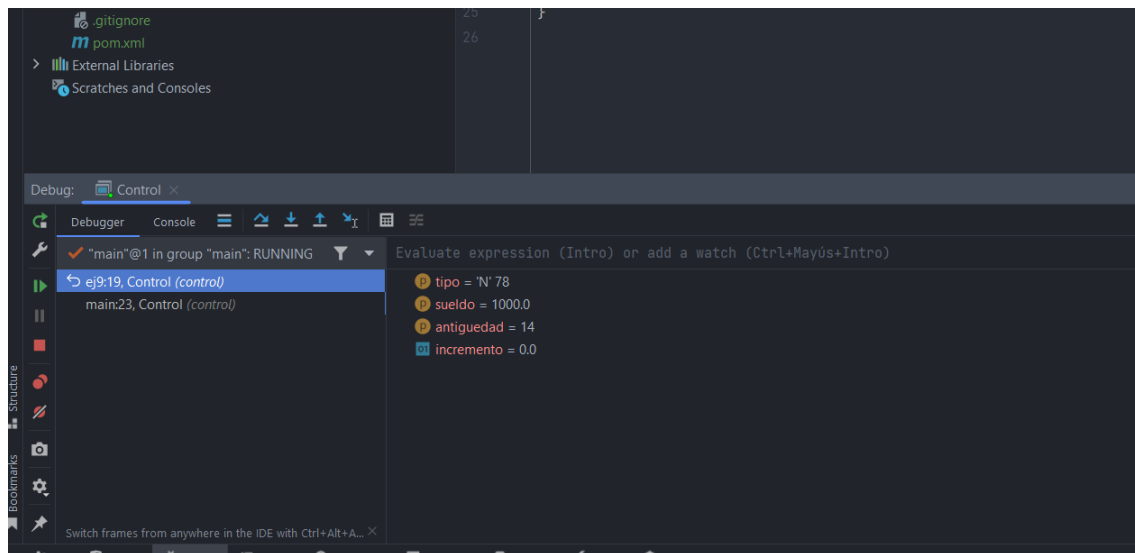 .gitignore
25 }
pom.xml
26
External Libraries
Scratches and Consoles
Debug: Control
Debugger Console
"main"@1 in group "main": RUNNING
Evaluate expression (Intro) or add a watch (Ctrl+Mayús+Intro)
ej9:19, Control (control)
main:23, Control (control)
tipo = 'N' 78
sueldo = 1000.0
antiguedad = 14
incremento = 0.0
Structure
Bookmarks
Switch frames from anywhere in the IDE with Ctrl+Alt+A...